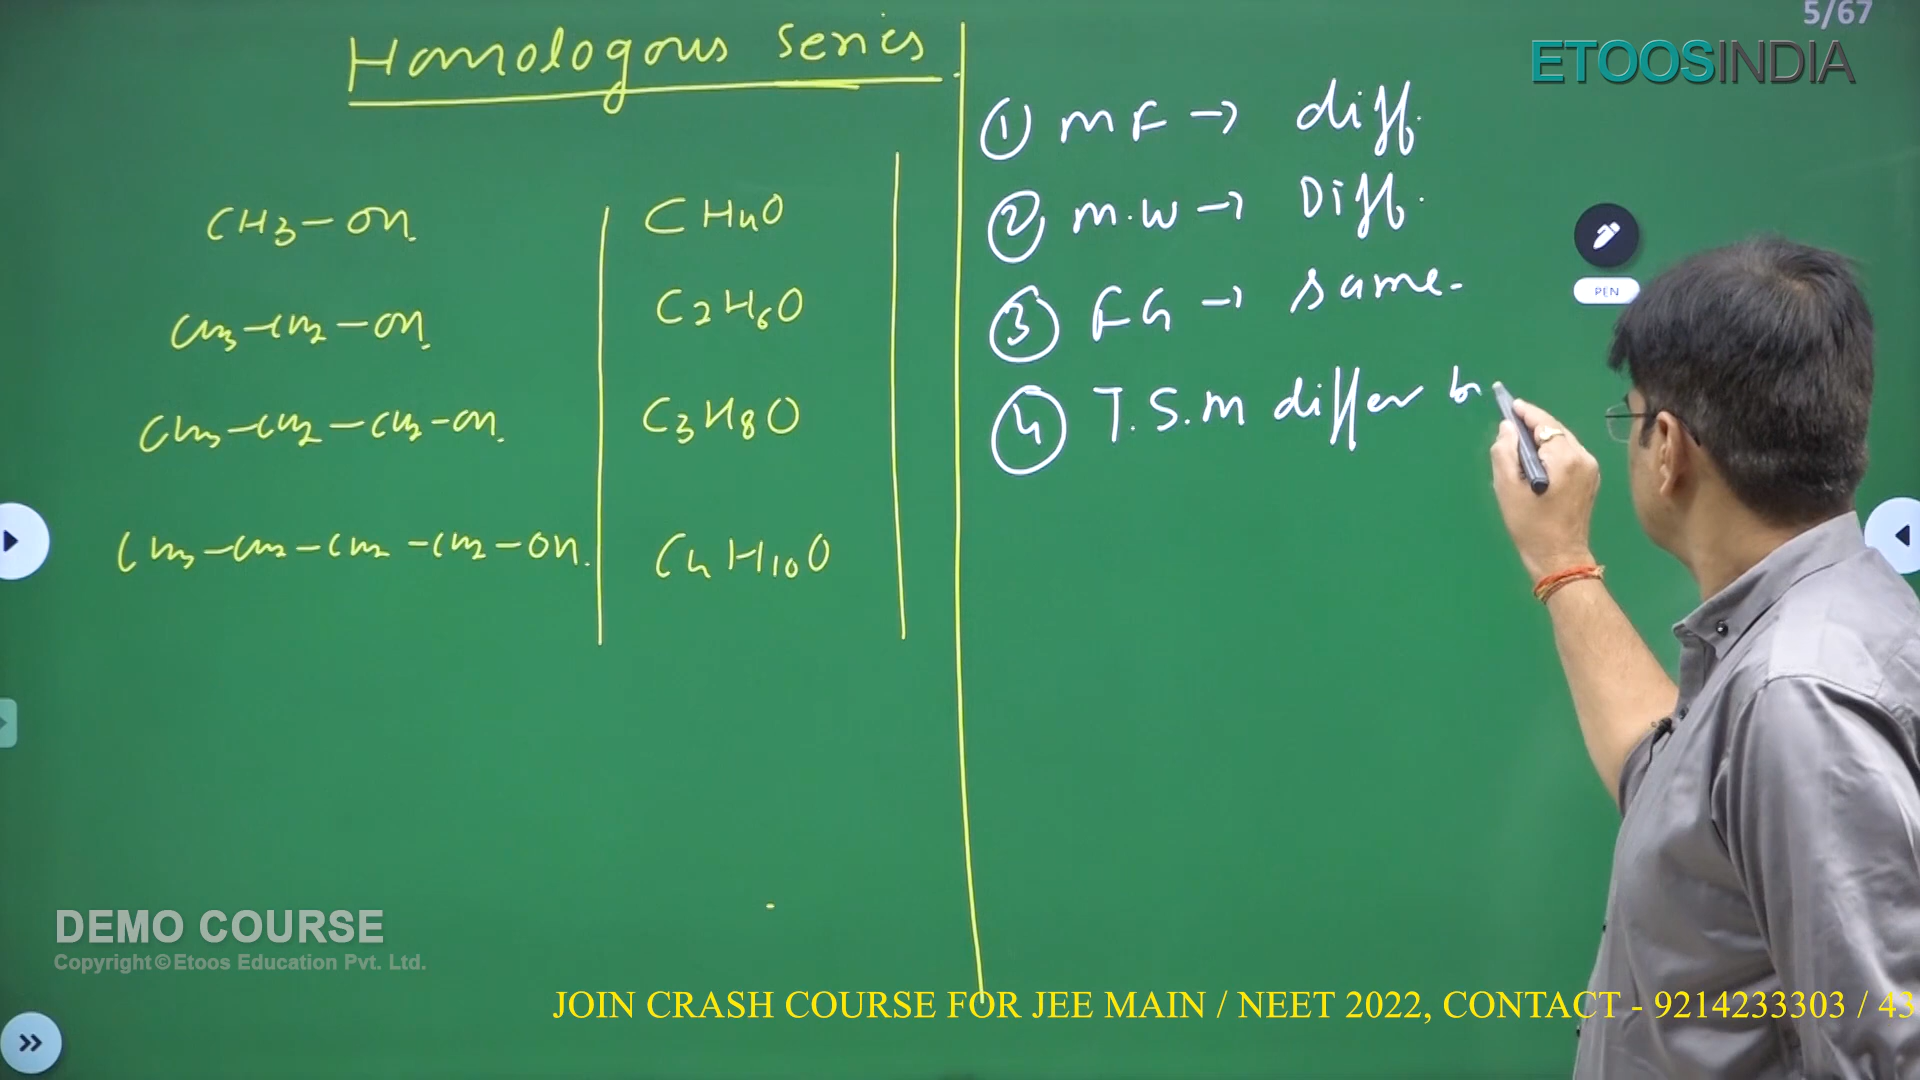 5/67
ETOOSINDIA
Homologous series
CH3-OH
CH3-CH2-OH
CH3-CH2-CH2-OH
CH3-CH2-CH2-CH2-OH
CH4O
C2H6O
C3H8O
C4H10O
① MF → diff.
② M.W → Diff.
③ FG → same.
④ T.S.M differ
PEN
DEMO COURSE
Copyright©Etoos Education Pvt. Ltd.
JOIN CRASH COURSE FOR JEE MAIN / NEET 2022, CONTACT - 9214233303 / 43